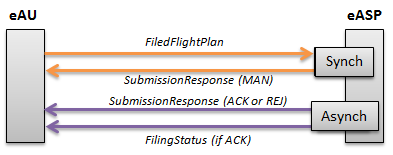 eAU
eASP
FiledFlightPlan
Synch
SubmissionResponse (MAN)
SubmissionResponse (ACK or REJ)
Asynch
FilingStatus (if ACK)